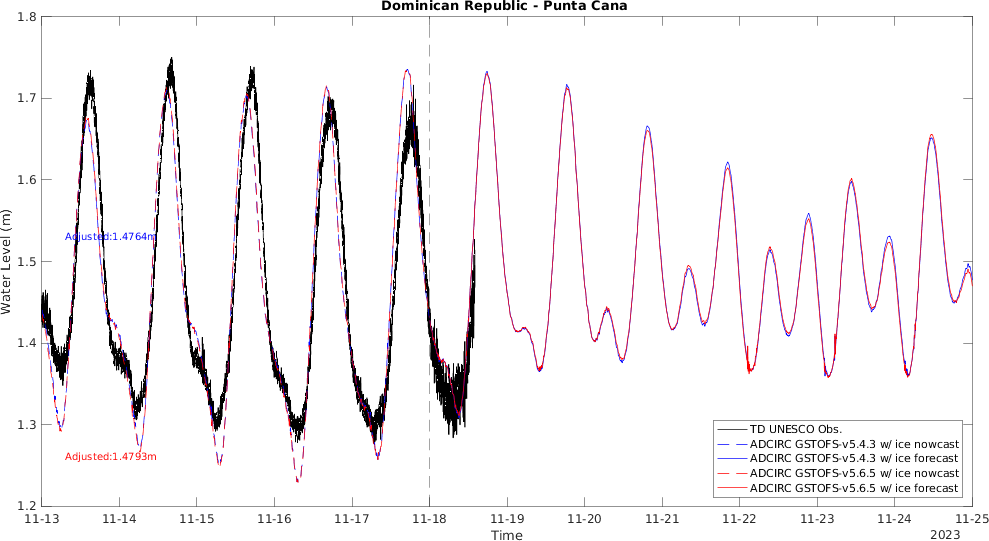 Dominican Republic - Punta Cana
1.8
1.7
1.6
1.5
1.4
1.3
1.2
Water Level (m)
Adjusted:1.4764m
Adjusted:1.4793m
TD UNESCO Obs.
ADCIRC GSTOFS-v5.4.3 w/ ice nowcast
ADCIRC GSTOFS-v5.4.3 w/ ice forecast
ADCIRC GSTOFS-v5.6.5 w/ ice nowcast
ADCIRC GSTOFS-v5.6.5 w/ ice forecast
11-13 11-14 11-15 11-16 11-17 11-18 11-19 11-20 11-21 11-22 11-23 11-24 11-25
Time
2023